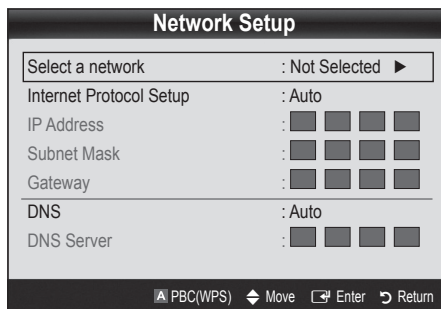 Network Setup
Select a network : Not Selected ►
Internet Protocol Setup : Auto
IP Address :
Subnet Mask :
Gateway :
DNS : Auto
DNS Server :
A PBC(WPS) Move Enter Return